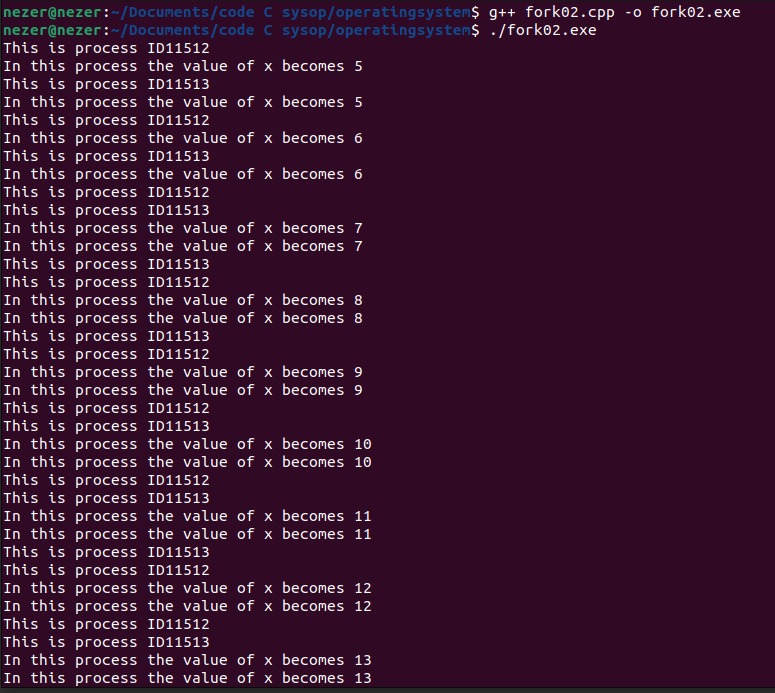 nezer@nezer:~/Documents/code C sysop/operatingsystem$ g++ fork02.cpp -o fork02.exe
nezer@nezer:~/Documents/code C sysop/operatingsystem$ ./fork02.exe
This is process ID11512
In this process the value of x becomes 5
This is process ID11513
In this process the value of x becomes 5
This is process ID11512
In this process the value of x becomes 6
This is process ID11513
In this process the value of x becomes 6
This is process ID11512
This is process ID11513
In this process the value of x becomes 7
In this process the value of x becomes 7
This is process ID11513
This is process ID11512
In this process the value of x becomes 8
In this process the value of x becomes 8
This is process ID11513
This is process ID11512
In this process the value of x becomes 9
In this process the value of x becomes 9
This is process ID11512
This is process ID11513
In this process the value of x becomes 10
In this process the value of x becomes 10
This is process ID11512
This is process ID11513
In this process the value of x becomes 11
In this process the value of x becomes 11
This is process ID11513
This is process ID11512
In this process the value of x becomes 12
In this process the value of x becomes 12
This is process ID11512
This is process ID11513
In this process the value of x becomes 13
In this process the value of x becomes 13